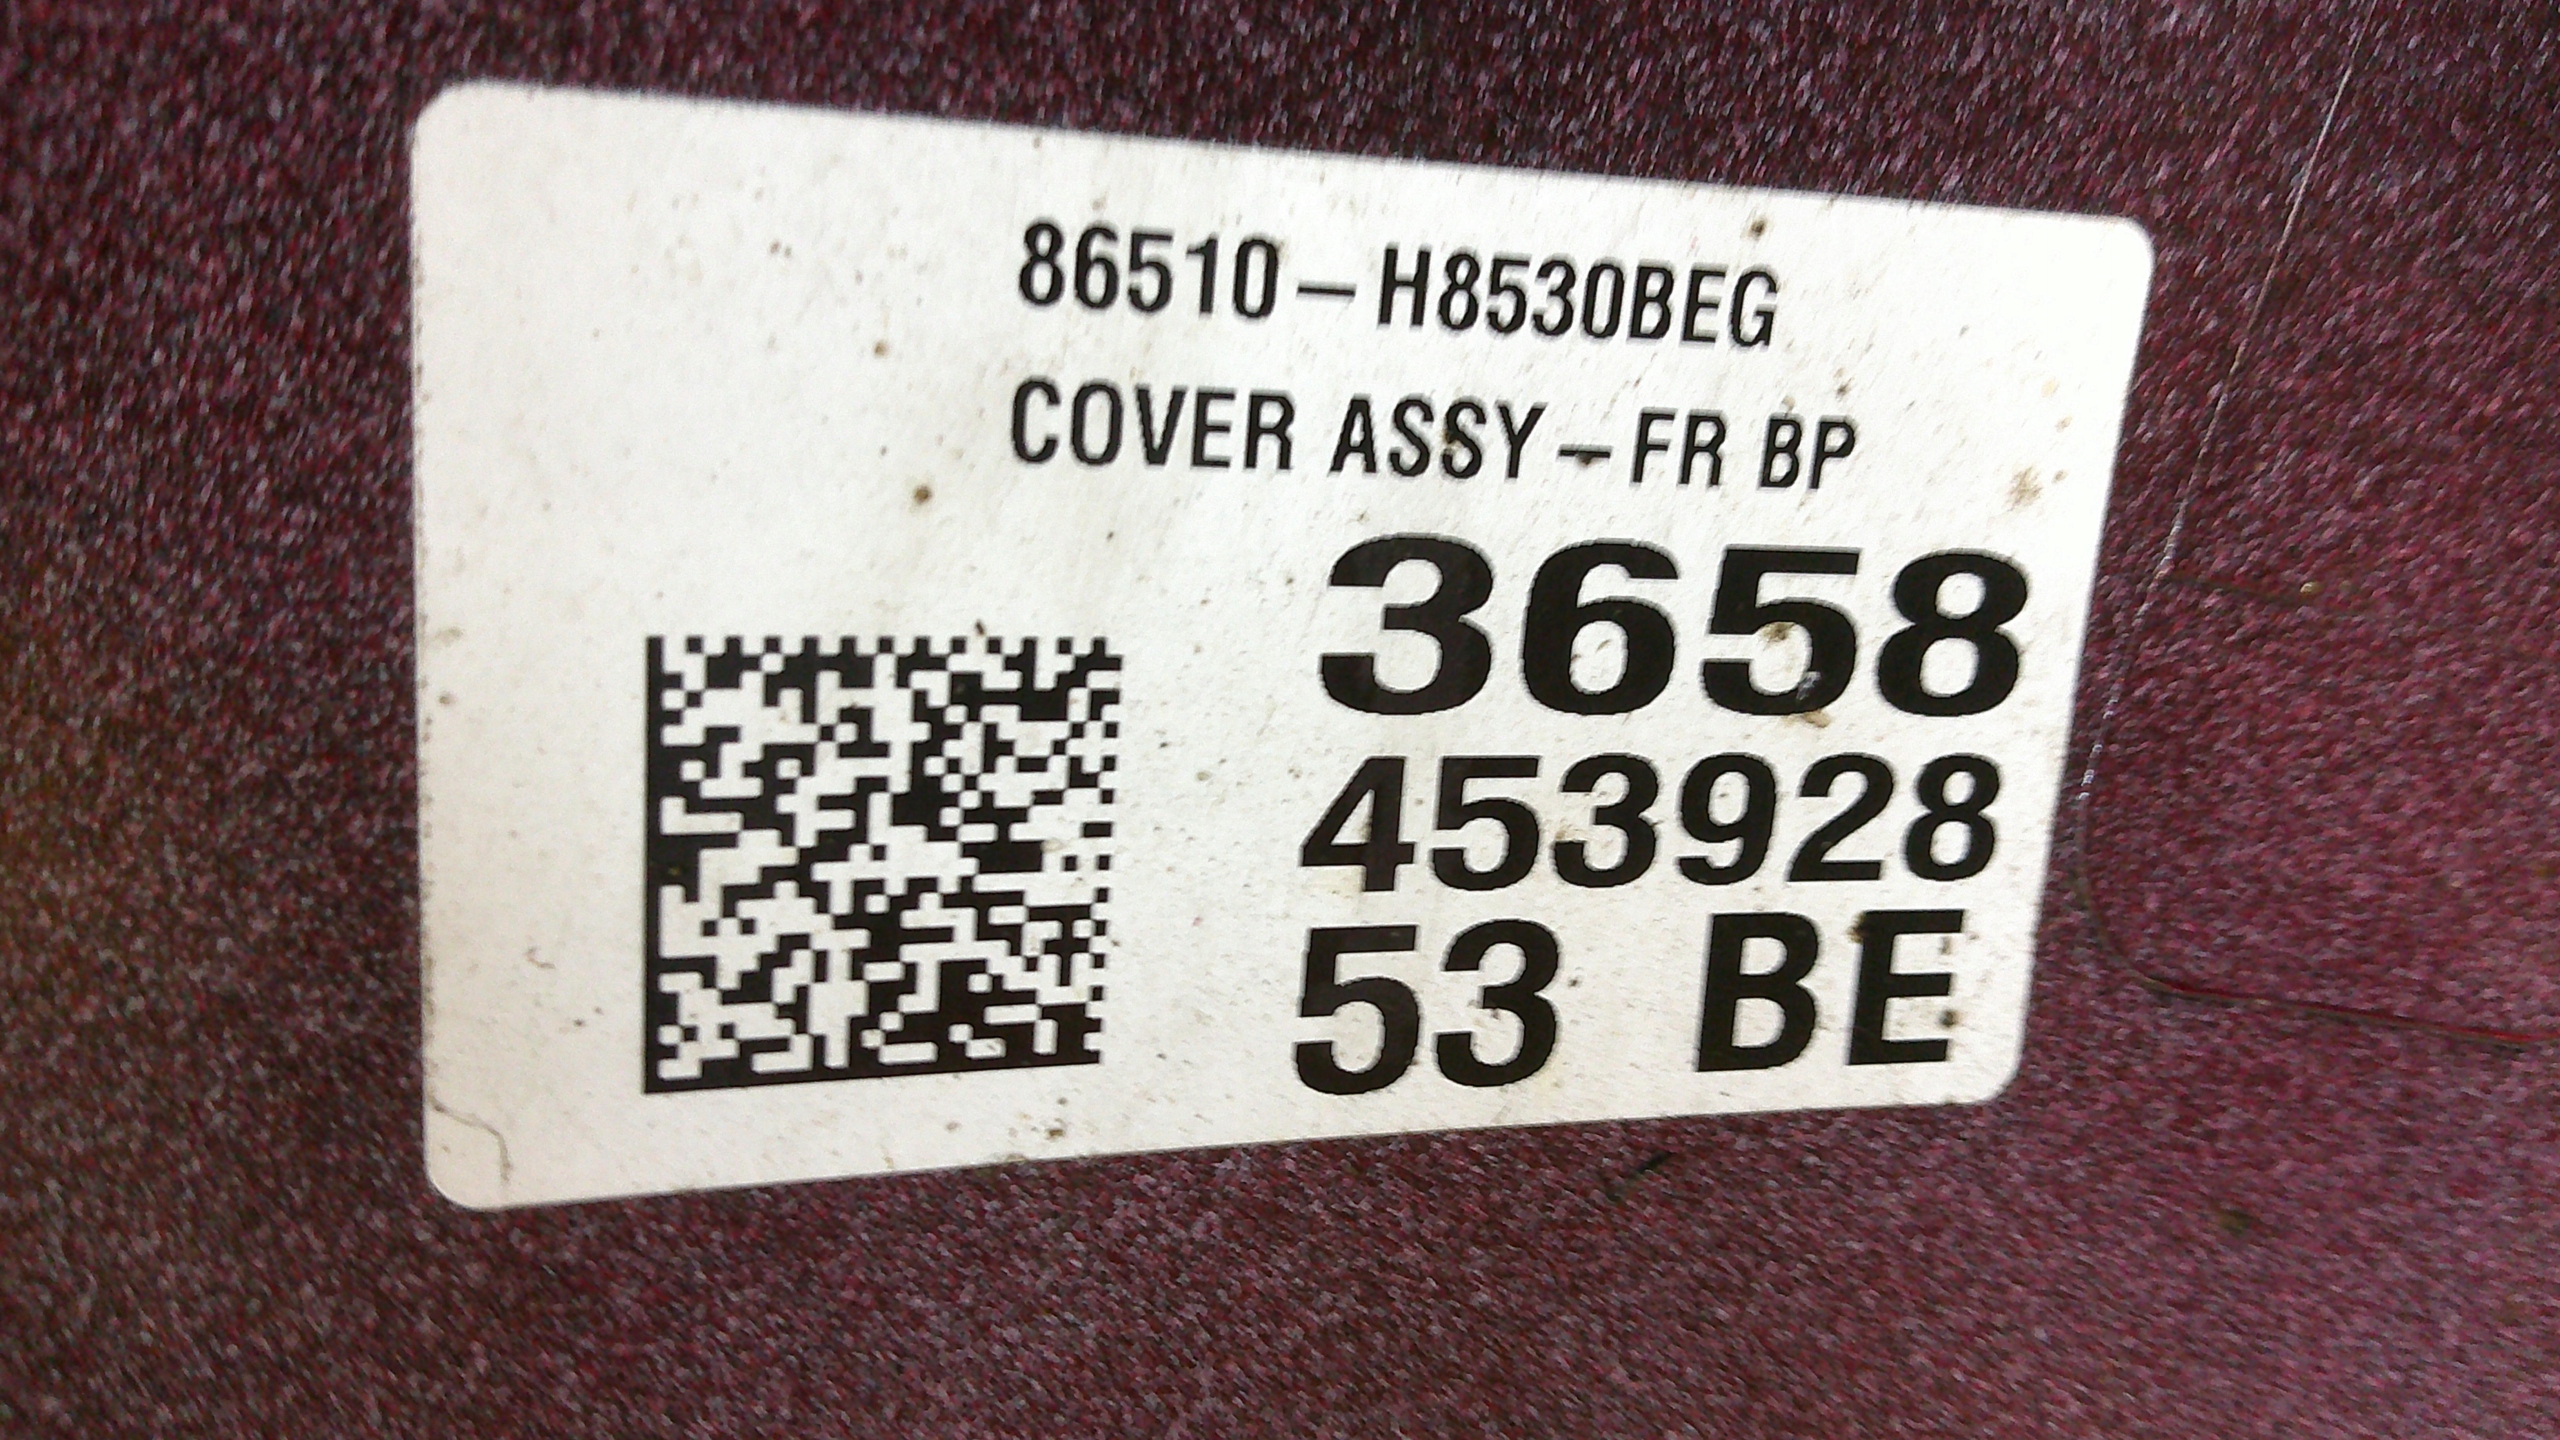 86510-H8530BEG
COVER ASSY-FR BP
3658
453928
53 BE